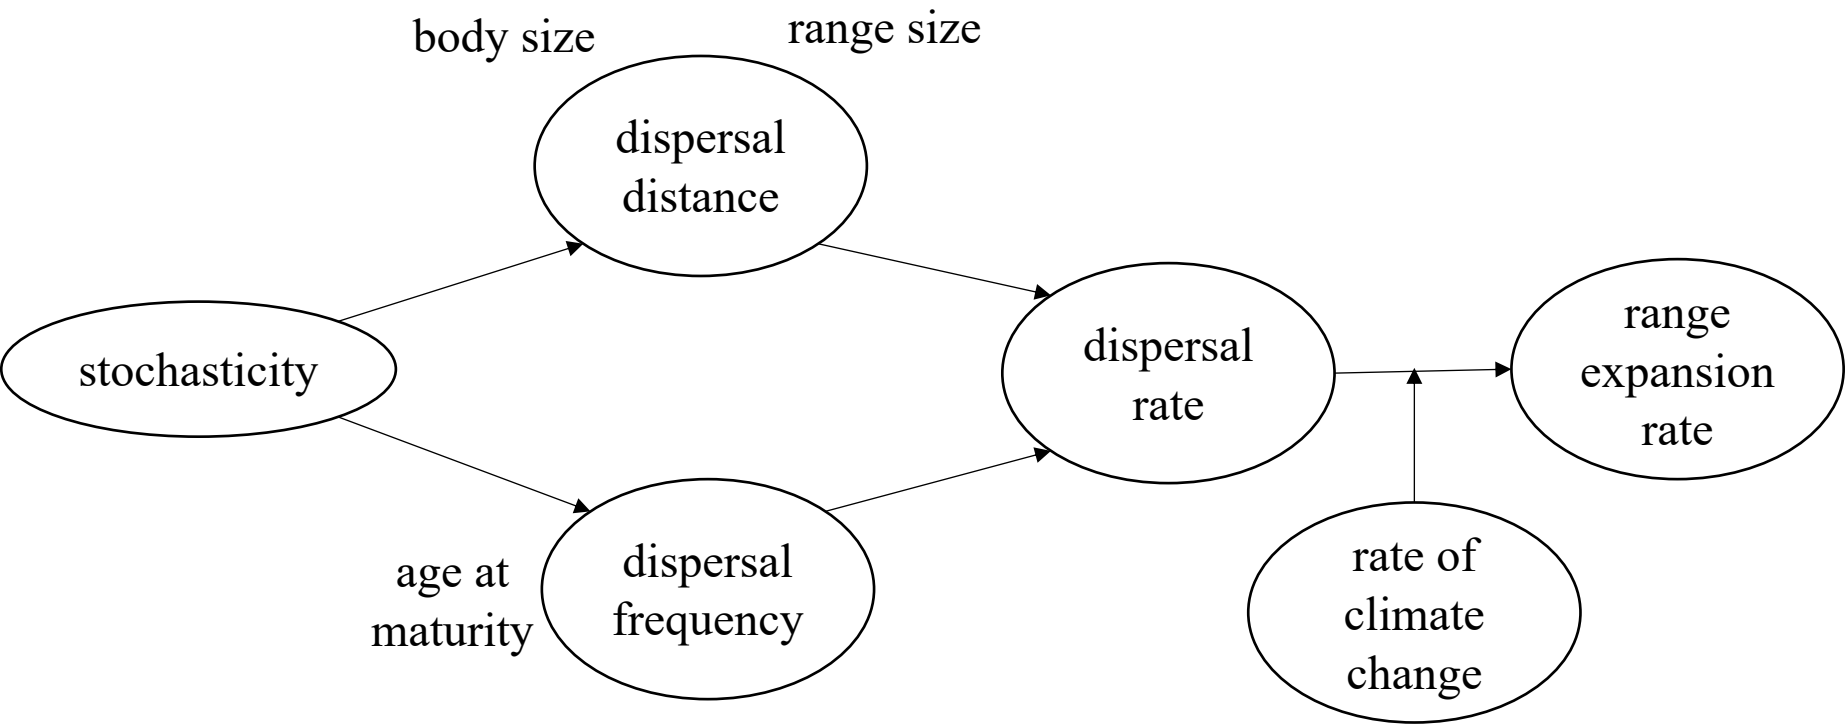 body size
range size
dispersal
distance
stochasticity
dispersal
rate
range
expansion
rate
age at
maturity
dispersal
frequency
rate of
climate
change